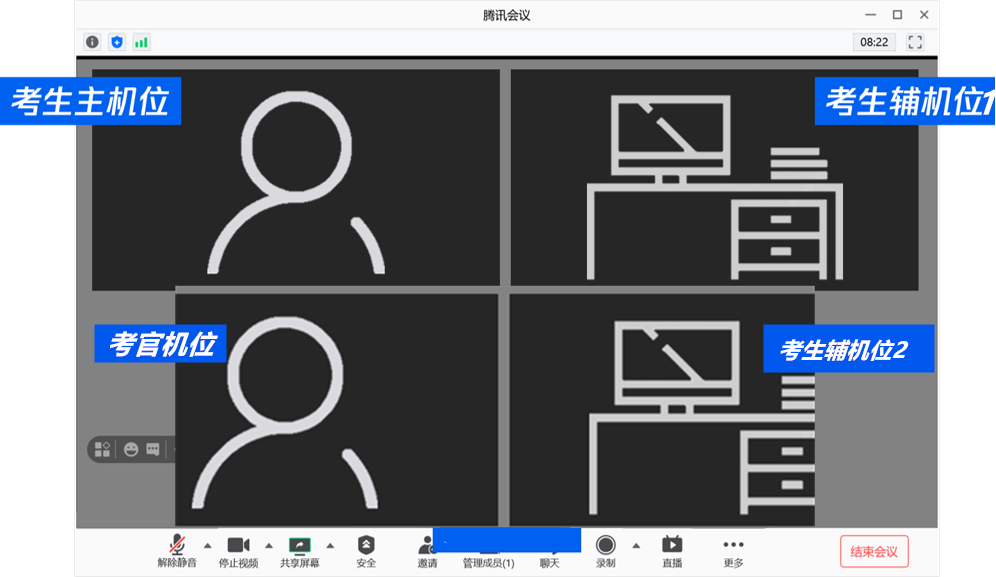 腾讯会议
08:22
考生主机位
考生辅机位1
考官机位
考生辅机位2
解除静音
停止视频
共享屏幕
安全
邀请
管理成员(1)
聊天
录制
直播
更多
结束会议